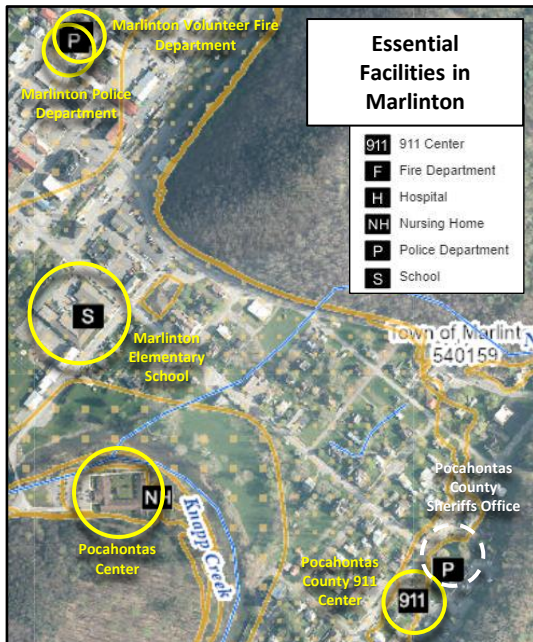 Marlinton Volunteer Fire
Department
P
Marlinton Police
Department
Essential
Facilities in
Marlinton
911 911 Center
F Fire Department
H Hospital
NH Nursing Home
P Police Department
S School
S
Marlinton
Elementary
School
Town of Marlint
540159
NH
Knapp Creek
Pocahontas
Center
Pocahontas
County
Sheriffs Office
P
Pocahontas
County 911
Center
911